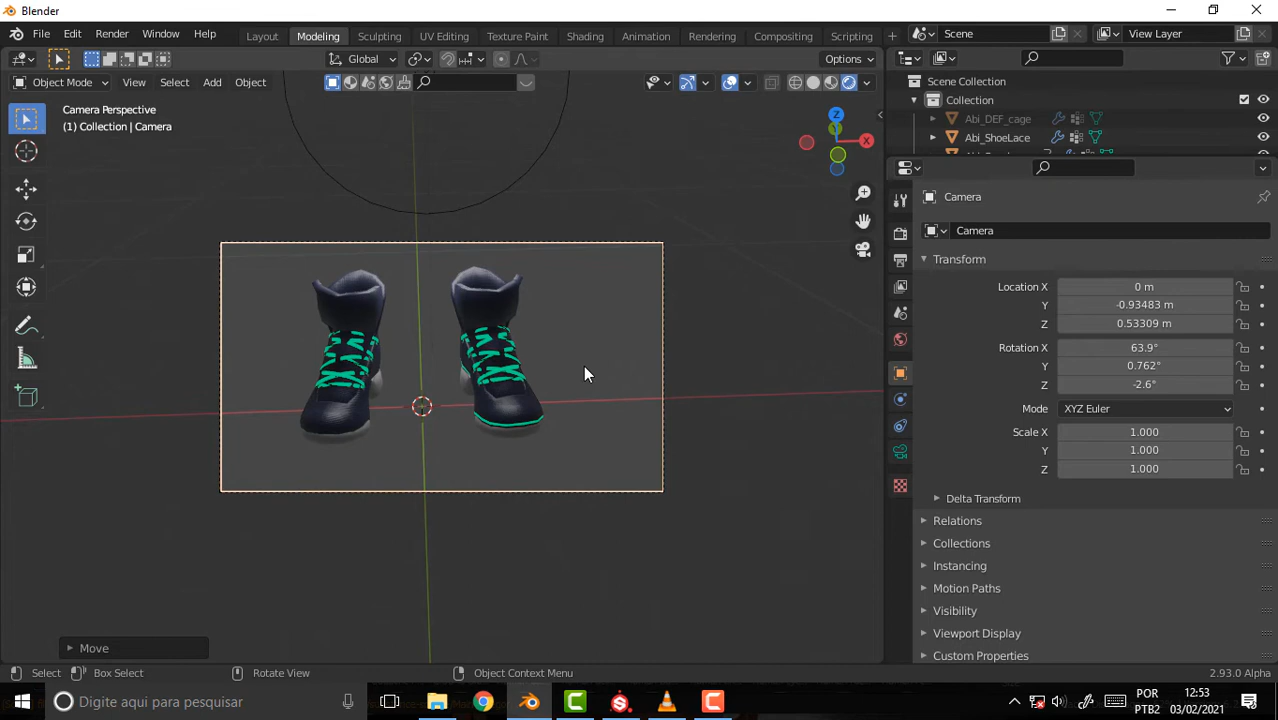 Blender
File Edit Render Window Help
Layout Modeling Sculpting UV Editing Texture Paint Shading Animation Rendering Compositing Scripting
Scene
View Layer
Global
Options
Object Mode View Select Add Object
Camera Perspective
(1) Collection | Camera
Z
X
Scene Collection
Collection
Abi_DEF_cage
Abi_ShoeLace
Camera
Camera
Transform
Location X 0 m
Y -0.93483 m
Z 0.53309 m
Rotation X 63.9°
Y 0.762°
Z -2.6°
Mode XYZ Euler
Scale X 1.000
Y 1.000
Z 1.000
Delta Transform
Relations
Collections
Instancing
Motion Paths
Visibility
Viewport Display
Custom Properties
Move
Select Box Select Rotate View Object Context Menu 2.93.0 Alpha
Digite aqui para pesquisar
POR
PTB2
12:53
03/02/2021